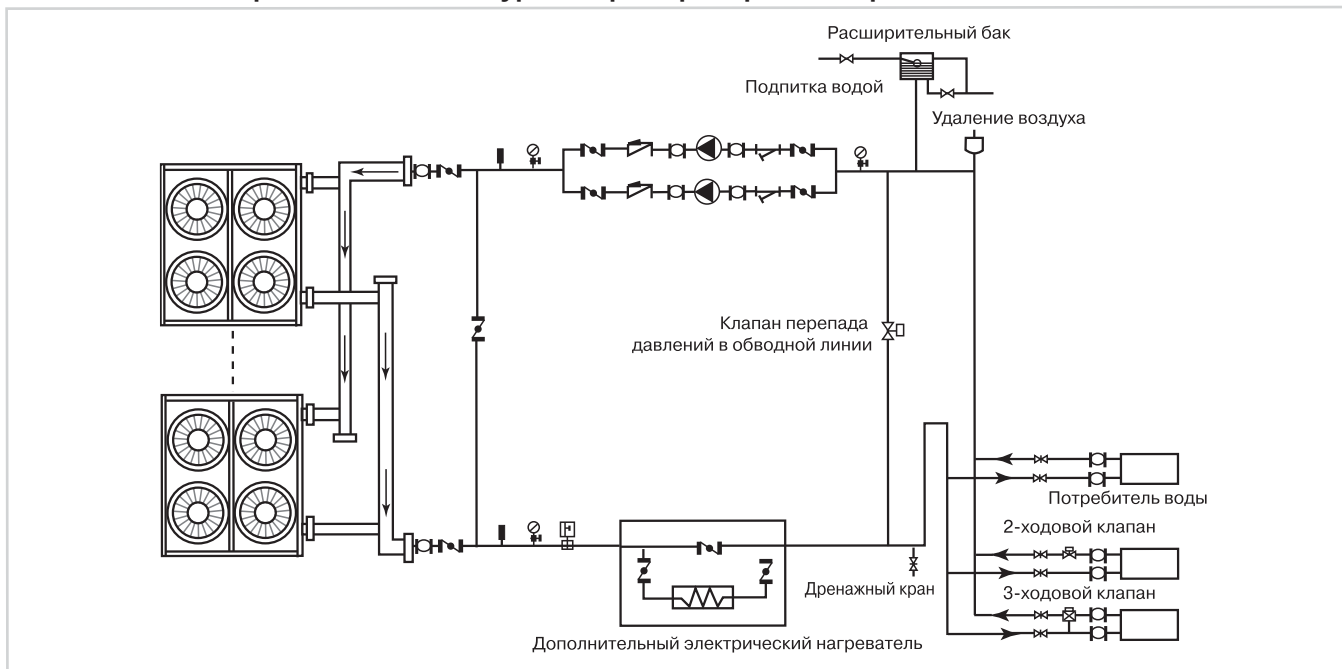 Расширительный бак
Подпитка водой
Удаление воздуха
Клапан перепада
давлений в обводной линии
Потребитель воды
2-ходовой клапан
3-ходовой клапан
Дренажный кран
Дополнительный электрический нагреватель